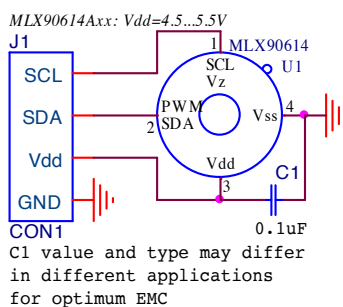 MLX90614Axx: Vdd=4.5...5.5V
J1
MLX90614
U1
1
SCL
SCL
Vz
SDA
PWM
SDA
2
Vss
4
Vdd
Vdd
3
C1
GND
0.1uF
CON1
C1 value and type may differ
in different applications
for optimum EMC